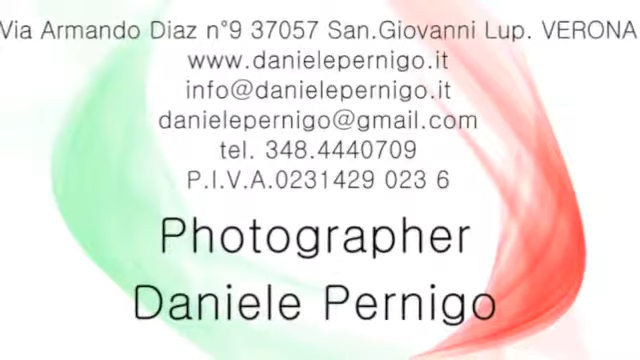 Via Armando Diaz n°9 37057 San.Giovanni Lup. VERONA
www.danielepernigo.it
info@danielepernigo.it
danielepernigo@gmail.com
tel. 348.4440709
P.I.V.A.0231429 023 6
Photographer
Daniele Pernigo